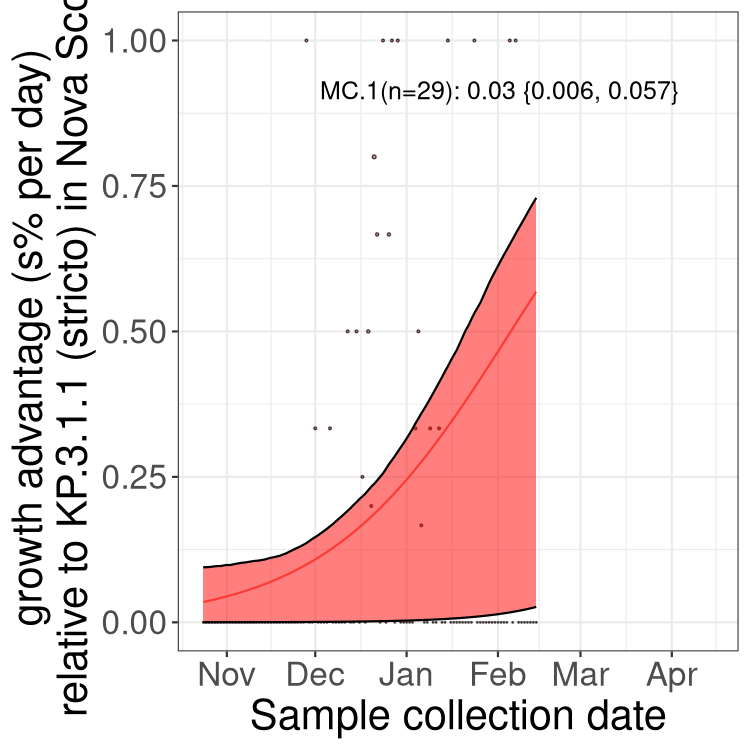 growth advantage (s% per day)
relative to KP.3.1.1 (stricto) in Nova Sco
1.00
0.75
0.50
0.25
0.00
MC.1(n=29): 0.03 {0.006, 0.057}
Nov Dec Jan Feb Mar Apr
Sample collection date